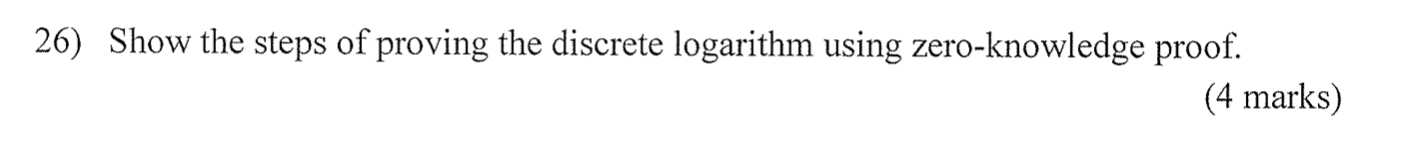 26) Show the steps of proving the discrete logarithm using zero-knowledge proof.
(4 marks)